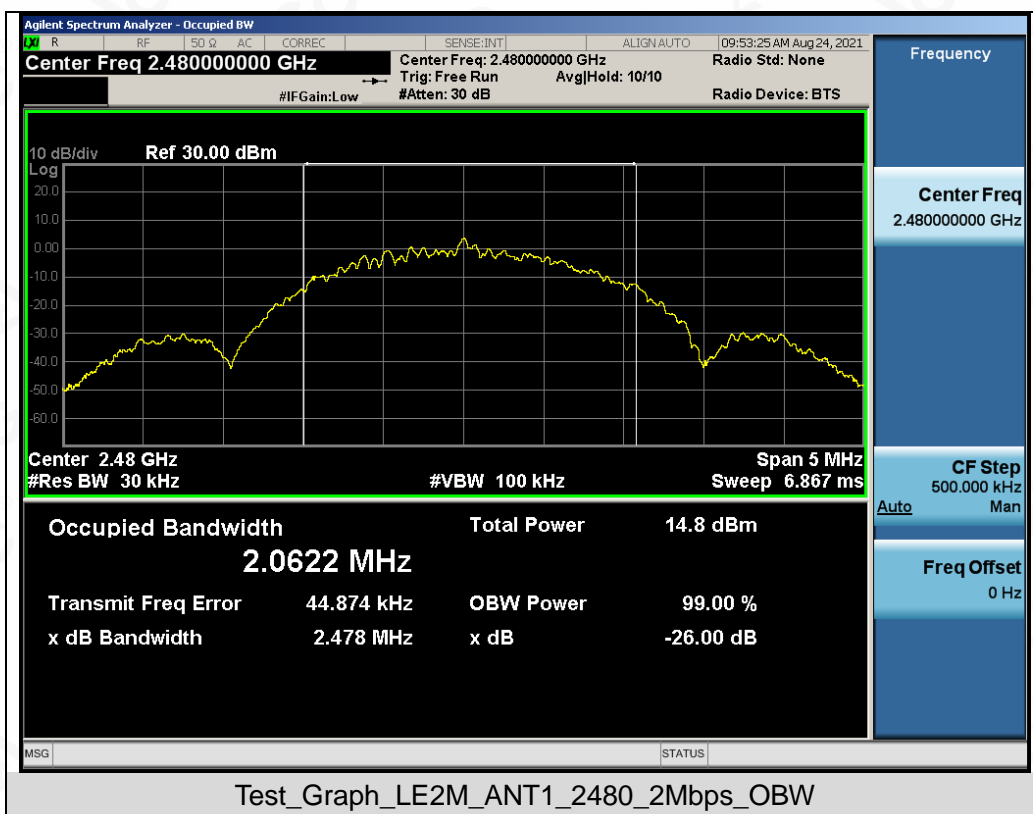 Agilent Spectrum Analyzer - Occupied BW
LXI R RF 50 Ω AC CORREC SENSE:INT ALIGN AUTO 09:53:25 AM Aug 24, 2021
Center Freq 2.480000000 GHz
Center Freq: 2.480000000 GHz
Radio Std: None
Trig: Free Run Avg|Hold: 10/10
#IFGain:Low
#Atten: 30 dB
Radio Device: BTS
10 dB/div Ref 30.00 dBm
Log
20.0
10.0
0.00
-10.0
-20.0
-30.0
-40.0
-50.0
-60.0
Center 2.48 GHz
Span 5 MHz
#Res BW 30 kHz
#VBW 100 kHz
Sweep 6.867 ms
Occupied Bandwidth
Total Power 14.8 dBm
2.0622 MHz
Transmit Freq Error 44.874 kHz
OBW Power 99.00 %
x dB Bandwidth 2.478 MHz
x dB -26.00 dB
Frequency
Center Freq
2.480000000 GHz
CF Step
500.000 kHz
Auto Man
Freq Offset
0 Hz
MSG
STATUS
Test_Graph_LE2M_ANT1_2480_2Mbps_OBW